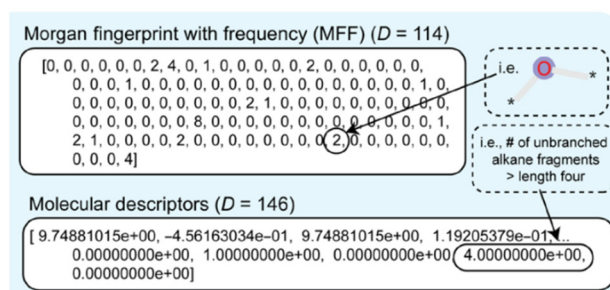 Morgan fingerprint with frequency (MFF) (D = 114)
[0, 0, 0, 0, 0, 0, 2, 4, 0, 1, 0, 0, 0, 0, 0, 2, 0, 0, 0, 0, 0, 0,
0, 0, 0, 1, 0, 0, 0, 0, 0, 0, 0, 0, 0, 0, 0, 0, 0, 0, 0, 1, 0,
0, 0, 0, 0, 0, 0, 0, 0, 0, 2, 1, 0, 0, 0, 0, 0, 0, 0, 0, 0, 0,
0, 0, 0, 0, 0, 0, 0, 8, 0, 0, 0, 0, 0, 0, 0, 0, 0, 0, 0, 0, 1,
2, 1, 0, 0, 0, 0, 2, 0, 0, 0, 0, 0, 0, 0, 0, 2, 0, 0, 0, 0, 0, 0,
0, 0, 0, 4]
i.e.
O
*
*
i.e., # of unbranched
alkane fragments
> length four
Molecular descriptors (D = 146)
[ 9.74881015e+00, −4.56163034e−01, 9.74881015e+00, 1.19205379e−01,...
0.00000000e+00, 1.00000000e+00, 0.00000000e+00, 4.00000000e+00,
0.00000000e+00]